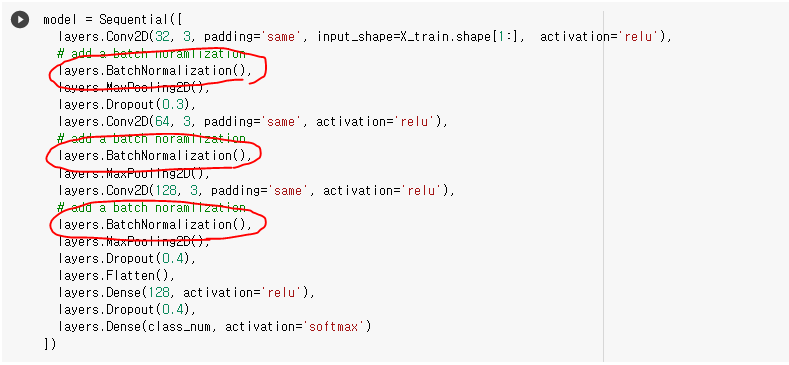 model = Sequential([
layers.Conv2D(32, 3, padding='same', input_shape=X_train.shape[1:],  activation='relu'),
# add a batch noramlization
layers.BatchNormalization(),
layers.MaxPooling2D(),
layers.Dropout(0.3),
layers.Conv2D(64, 3, padding='same', activation='relu'),
# add a batch noramlization
layers.BatchNormalization(),
layers.MaxPooling2D(),
layers.Conv2D(128, 3, padding='same', activation='relu'),
# add a batch noramlization
layers.BatchNormalization(),
layers.MaxPooling2D(),
layers.Dropout(0.4),
layers.Flatten(),
layers.Dense(128, activation='relu'),
layers.Dropout(0.4),
layers.Dense(class_num, activation='softmax')
])